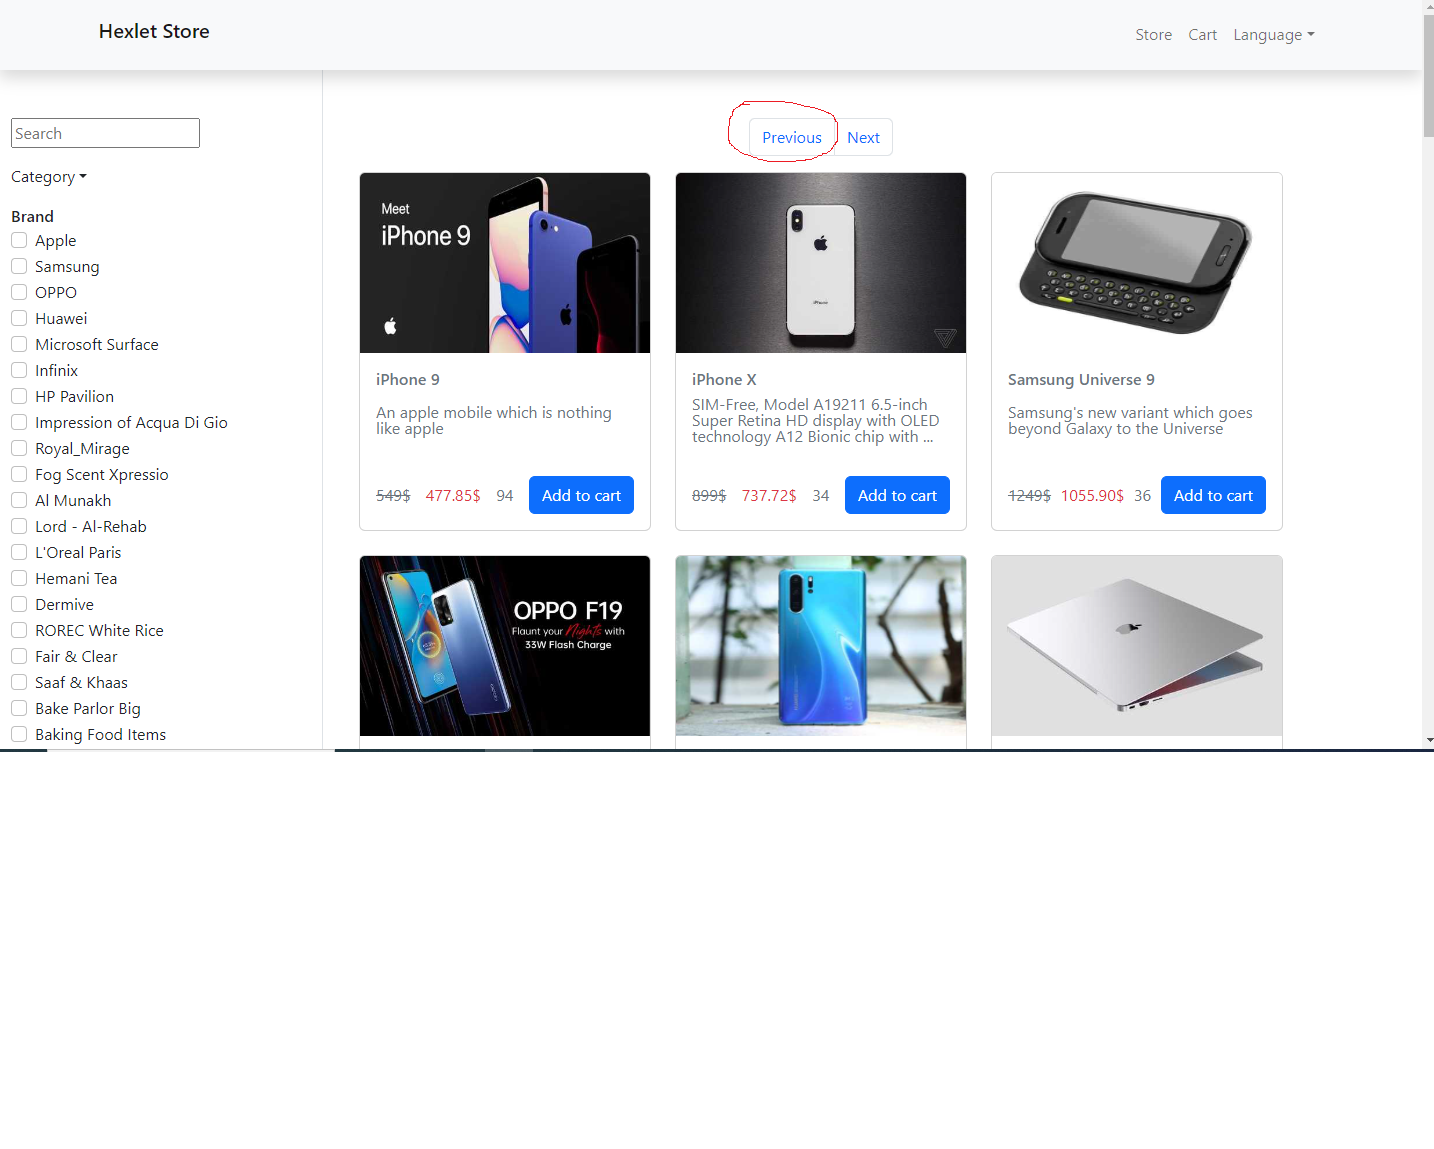 Hexlet Store
Store Cart Language
Search
Category
Brand
Apple
Samsung
OPPO
Huawei
Microsoft Surface
Infinix
HP Pavilion
Impression of Acqua Di Gio
Royal_Mirage
Fog Scent Xpressio
Al Munakh
Lord - Al-Rehab
L'Oreal Paris
Hemani Tea
Dermive
ROREC White Rice
Fair & Clear
Saaf & Khaas
Bake Parlor Big
Baking Food Items
Previous Next
Meet
iPhone 9
iPhone 9
An apple mobile which is nothing
like apple
549$ 477.85$ 94 Add to cart
iPhone
iPhone X
SIM-Free, Model A19211 6.5-inch
Super Retina HD display with OLED
technology A12 Bionic chip with ...
899$ 737.72$ 34 Add to cart
Samsung Universe 9
Samsung's new variant which goes
beyond Galaxy to the Universe
1249$ 1055.90$ 36 Add to cart
OPPO F19
Flaunt your Nights with
33W Flash Charge